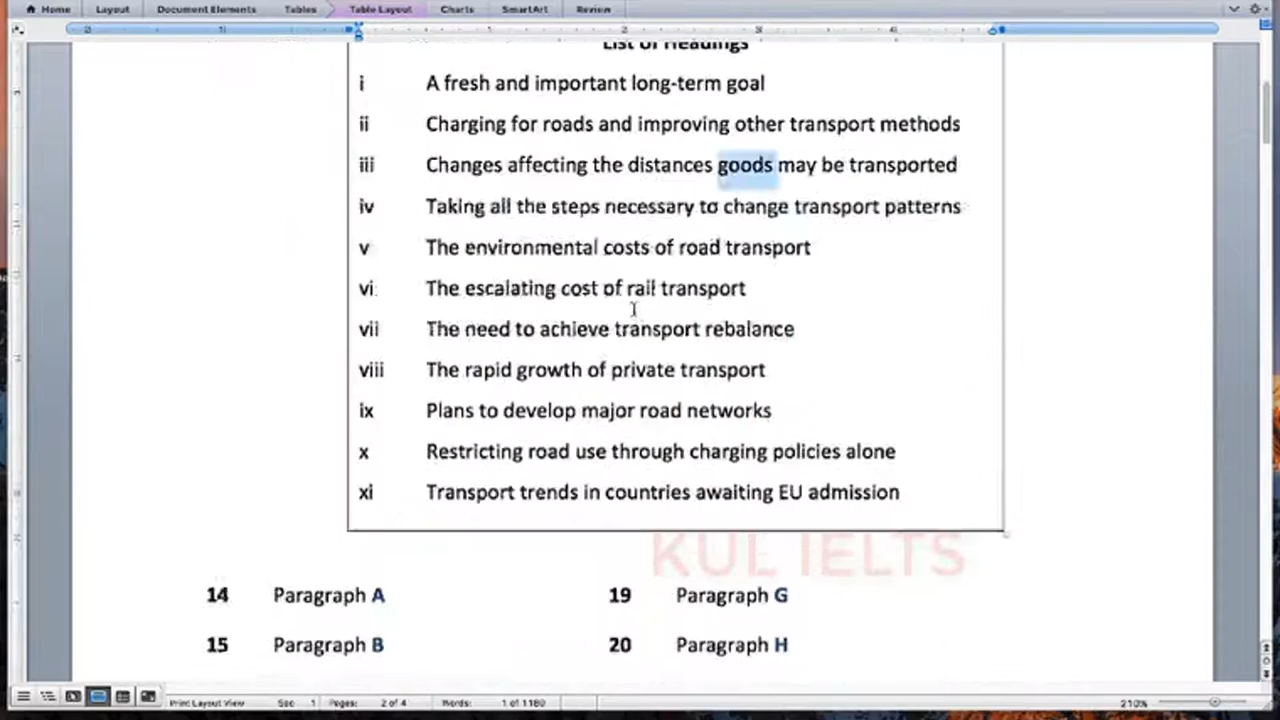 Home Layout Document Elements Tables Table Layout Charts SmartArt Review
List of Headings
i A fresh and important long-term goal
ii Charging for roads and improving other transport methods
iii Changes affecting the distances goods may be transported
iv Taking all the steps necessary to change transport patterns
v The environmental costs of road transport
vi The escalating cost of rail transport
vii The need to achieve transport rebalance
viii The rapid growth of private transport
ix Plans to develop major road networks
x Restricting road use through charging policies alone
xi Transport trends in countries awaiting EU admission
KUL IELTS
14 Paragraph A 19 Paragraph G
15 Paragraph B 20 Paragraph H
Print Layout View Sec 1 Pages: 2 of 4 Words: 1 of 1180 210%